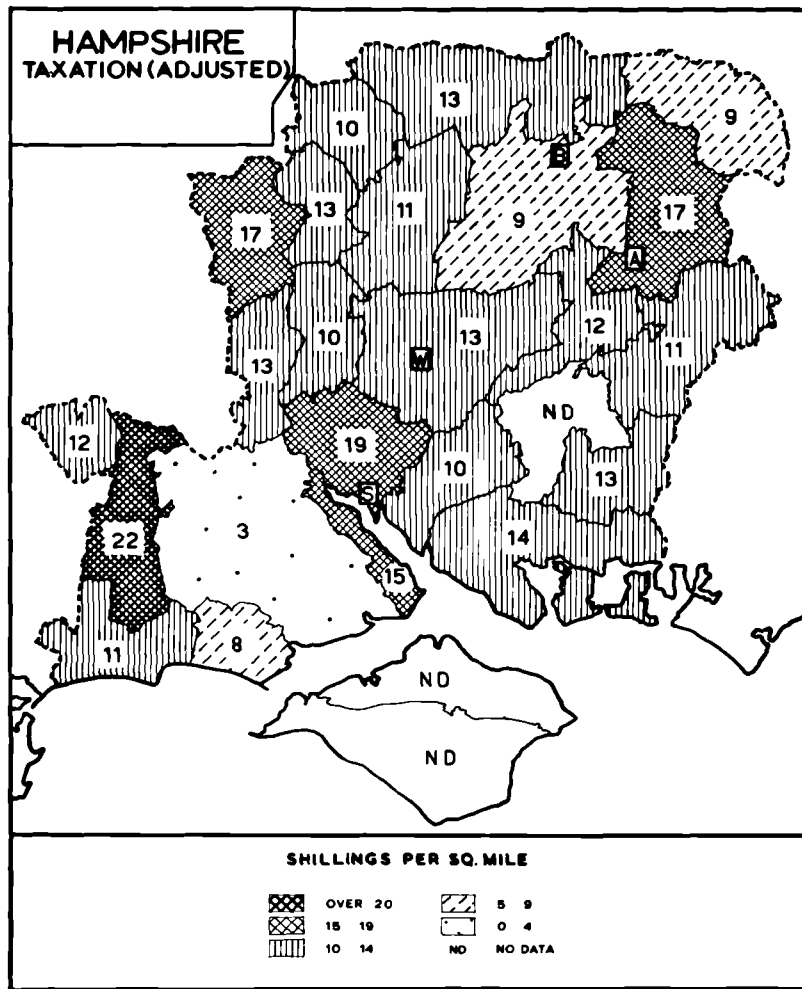 HAMPSHIRE
TAXATION (ADJUSTED)
13
9
10
B
13
11
9
17
17
A
12
13
10
W
13
11
12
ND
19
10
13
S
22
3
14
15
11
8
ND
ND
SHILLINGS PER SQ. MILE
OVER 20
5 9
15 19
0 4
10 14
ND NO DATA